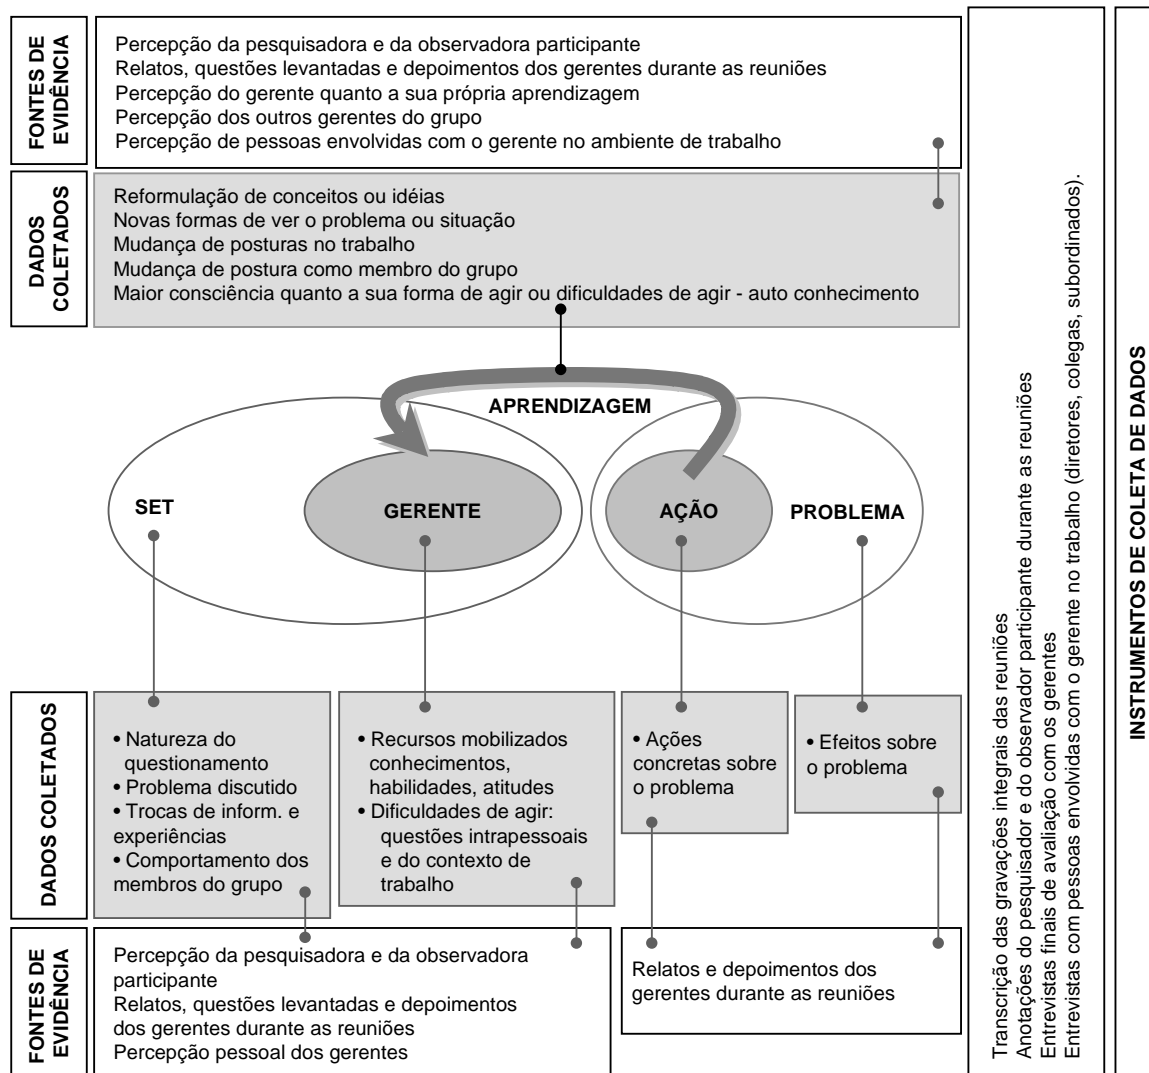 FONTES DE
EVIDÊNCIA
Percepção da pesquisadora e da observadora participante
Relatos, questões levantadas e depoimentos dos gerentes durante as reuniões
Percepção do gerente quanto a sua própria aprendizagem
Percepção dos outros gerentes do grupo
Percepção de pessoas envolvidas com o gerente no ambiente de trabalho
DADOS
COLETADOS
Reformulação de conceitos ou idéias
Novas formas de ver o problema ou situação
Mudança de posturas no trabalho
Mudança de postura como membro do grupo
Maior consciência quanto a sua forma de agir ou dificuldades de agir - auto conhecimento
APRENDIZAGEM
SET
GERENTE
AÇÃO
PROBLEMA
DADOS COLETADOS
• Natureza do
questionamento
• Problema discutido
• Trocas de inform. e
experiências
• Comportamento dos
membros do grupo
• Recursos mobilizados
conhecimentos,
habilidades, atitudes
• Dificuldades de agir:
questões intrapessoais
e do contexto de
trabalho
• Ações
concretas sobre
o problema
• Efeitos sobre
o problema
FONTES DE
EVIDÊNCIA
Percepção da pesquisadora e da observadora
participante
Relatos, questões levantadas e depoimentos
dos gerentes durante as reuniões
Percepção pessoal dos gerentes
Relatos e depoimentos dos
gerentes durante as reuniões
Transcrição das gravações integrais das reuniões
Anotações do pesquisador e do observador participante durante as reuniões
Entrevistas finais de avaliação com os gerentes
Entrevistas com pessoas envolvidas com o gerente no trabalho (diretores, colegas, subordinados).
INSTRUMENTOS DE COLETA DE DADOS